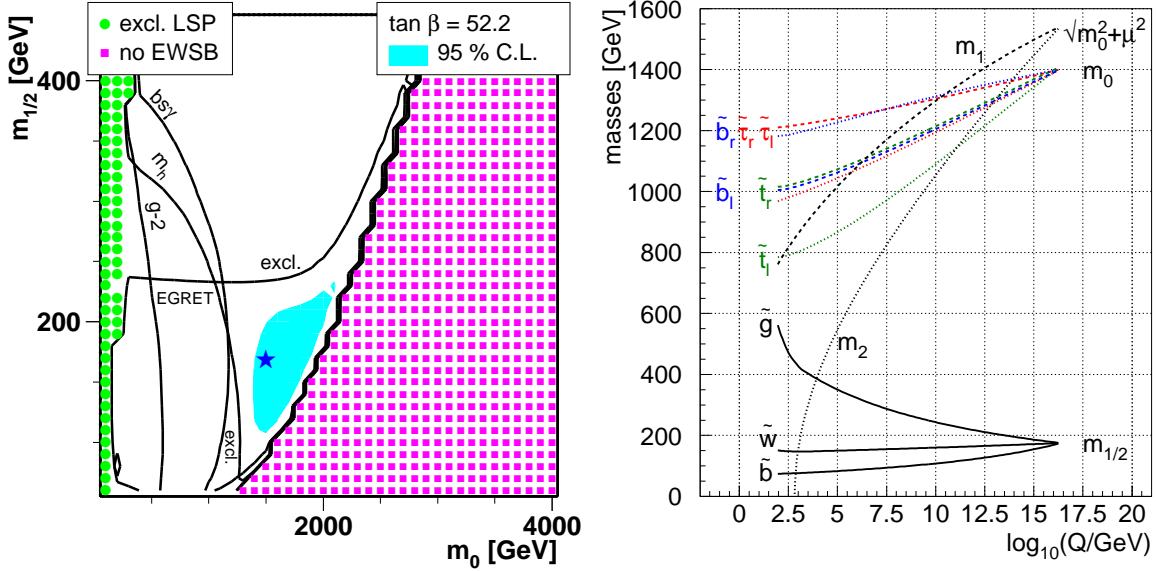 excl. LSP
no EWSB
tan β = 52.2
95 % C.L.
m1/2 [GeV]
400
200
bsγ
mh
g-2
excl.
EGRET
excl.
2000
4000
m0 [GeV]
masses [GeV]
1600
1400
1200
1000
800
600
400
200
0
m1
√m0²+μ²
m0
b̃r τ̃r τ̃l
b̃l t̃r
t̃l
g̃
m2
w̃
b̃
m1/2
0 2.5 5 7.5 10 12.5 15 17.5 20
log10(Q/GeV)